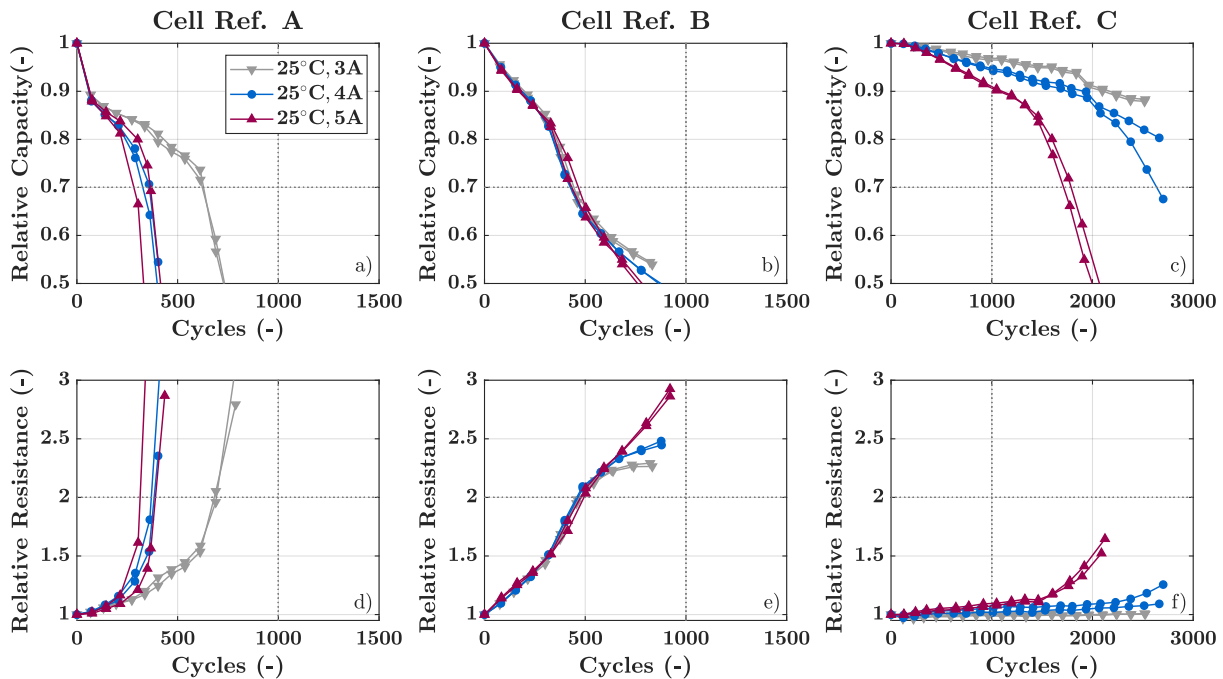 Cell Ref. A
Cell Ref. B
Cell Ref. C
Relative Capacity(-)
1
0.9
0.8
0.7
0.6
0.5
25°C, 3A
25°C, 4A
25°C, 5A
a)
0 500 1000 1500
Cycles (-)
Relative Capacity(-)
1
0.9
0.8
0.7
0.6
0.5
b)
0 500 1000 1500
Cycles (-)
Relative Capacity(-)
1
0.9
0.8
0.7
0.6
0.5
c)
0 1000 2000 3000
Cycles (-)
Relative Resistance (-)
3
2.5
2
1.5
1
d)
0 500 1000 1500
Cycles (-)
Relative Resistance (-)
3
2.5
2
1.5
1
e)
0 500 1000 1500
Cycles (-)
Relative Resistance (-)
3
2.5
2
1.5
1
f)
0 1000 2000 3000
Cycles (-)